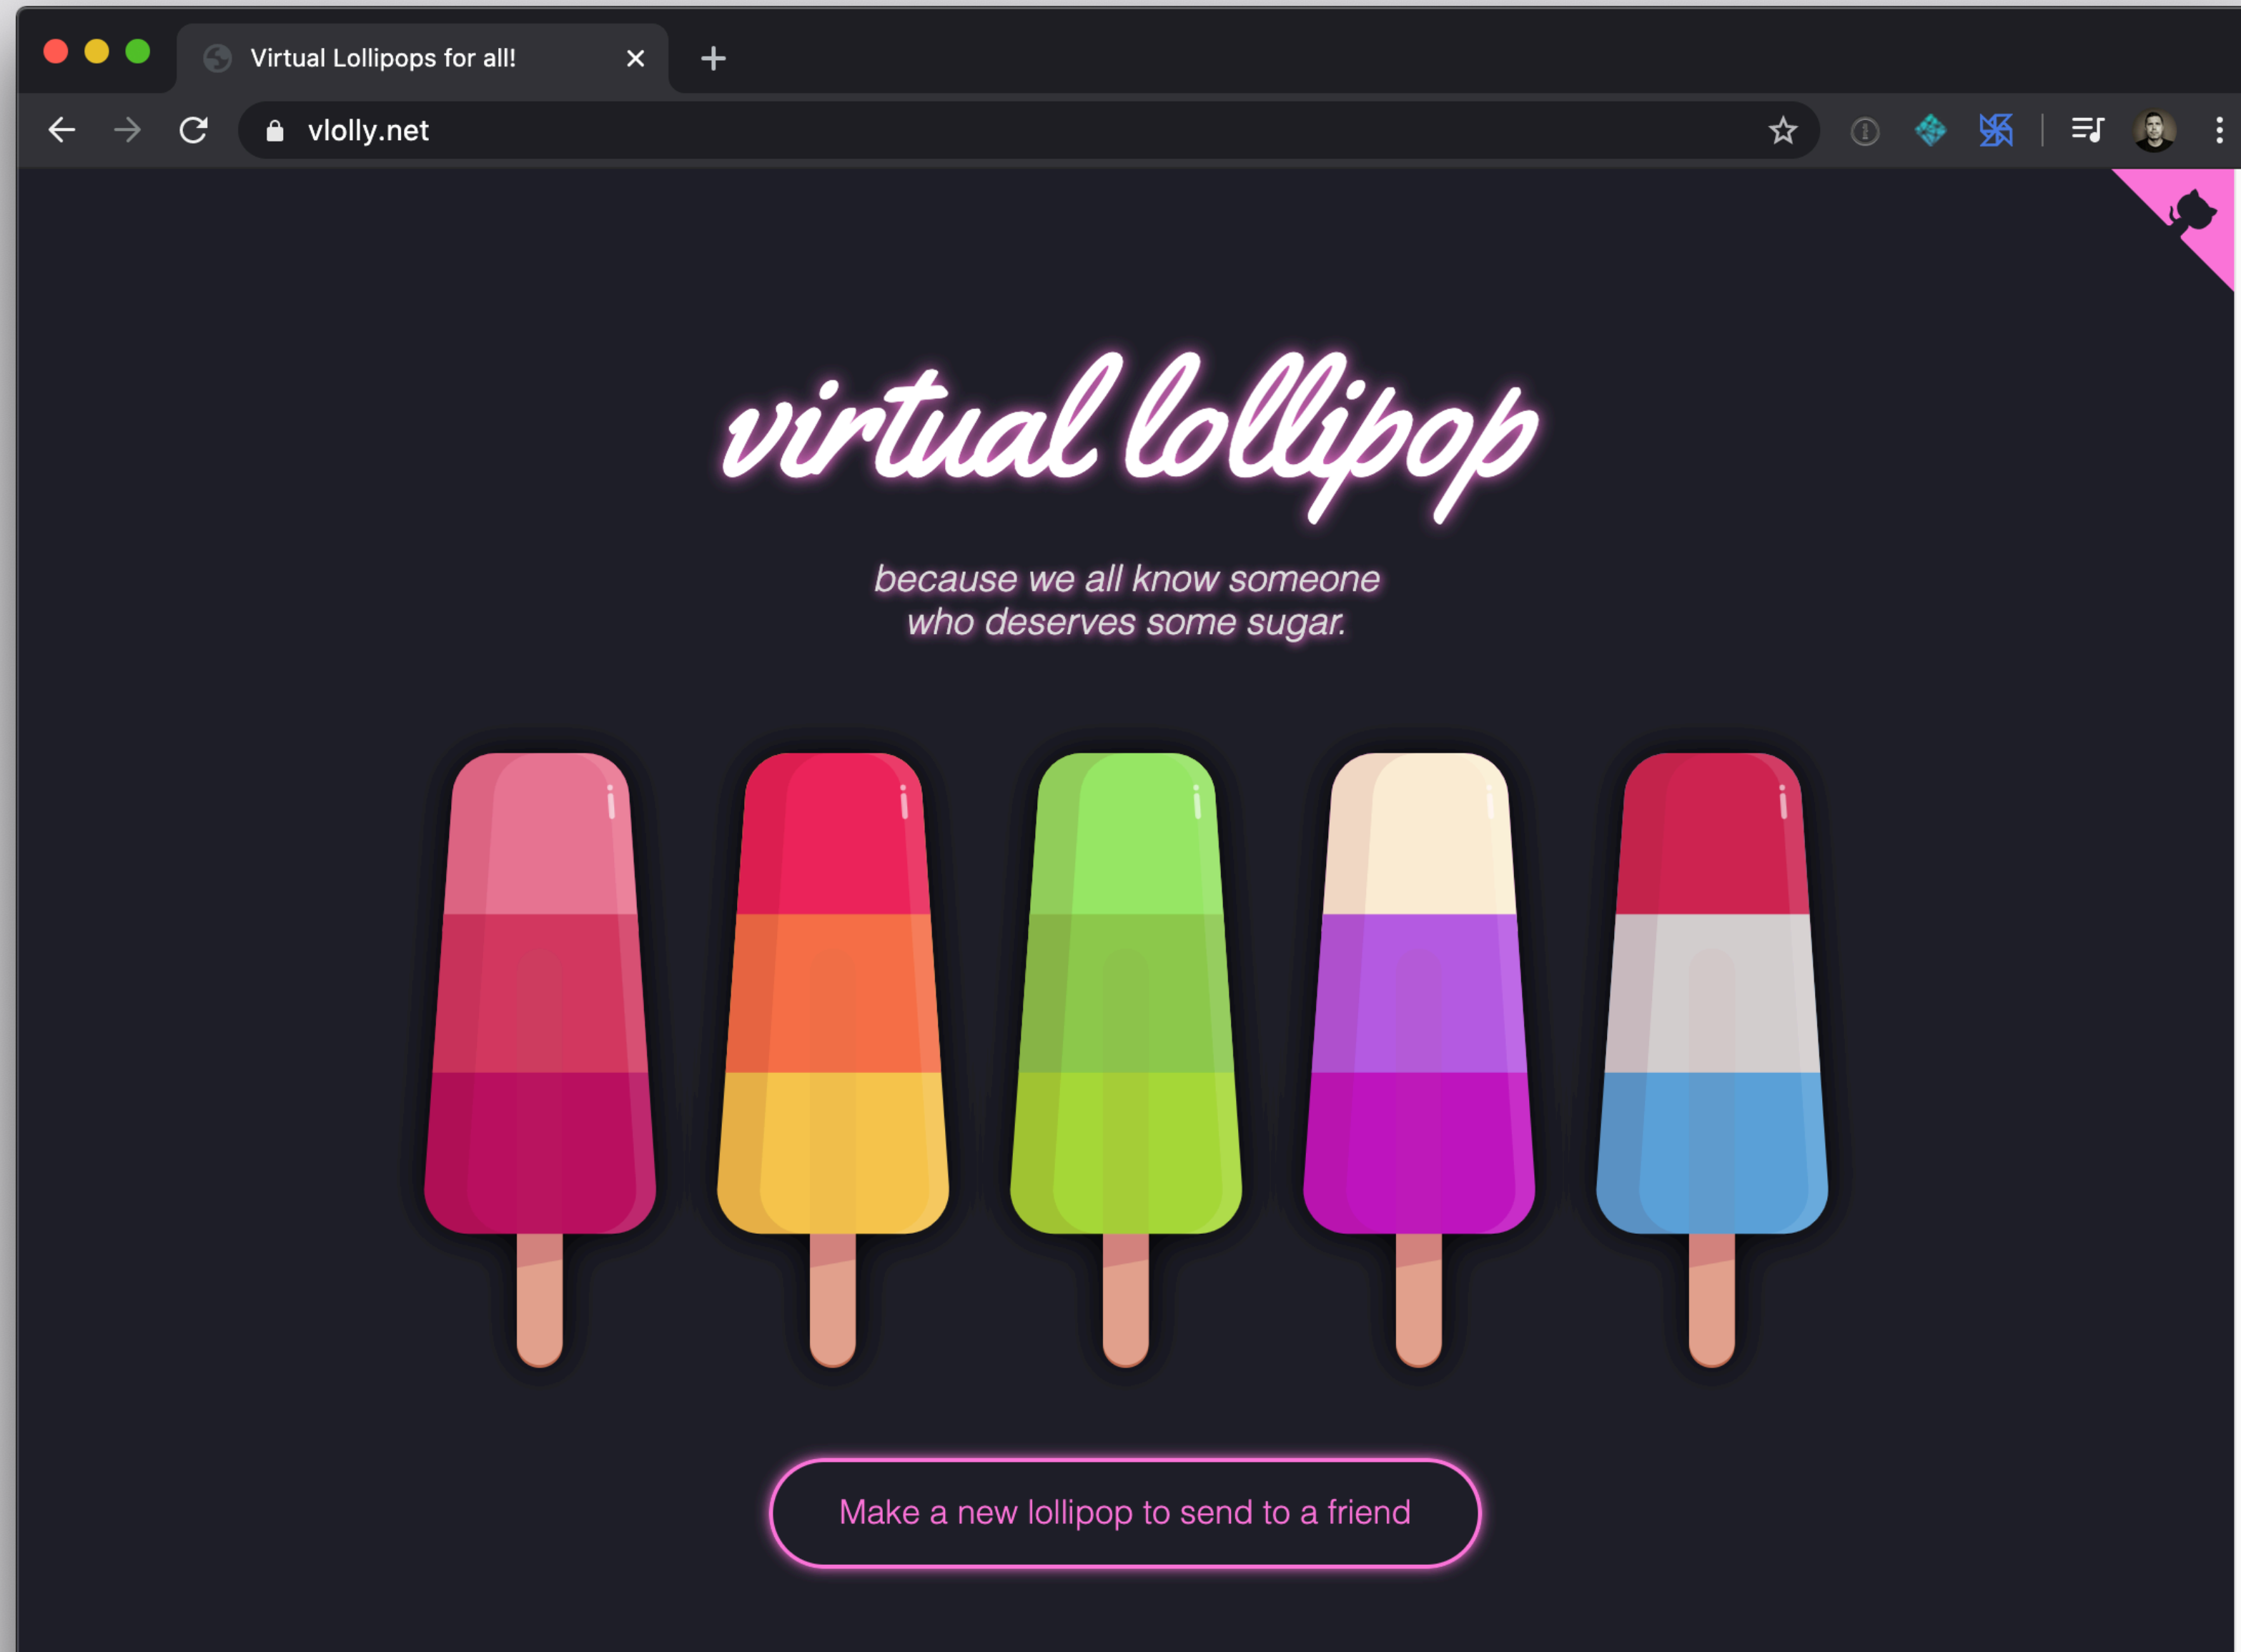 Virtual Lollipops for all!
vlolly.net
virtual lollipop
because we all know someone
who deserves some sugar.
Make a new lollipop to send to a friend